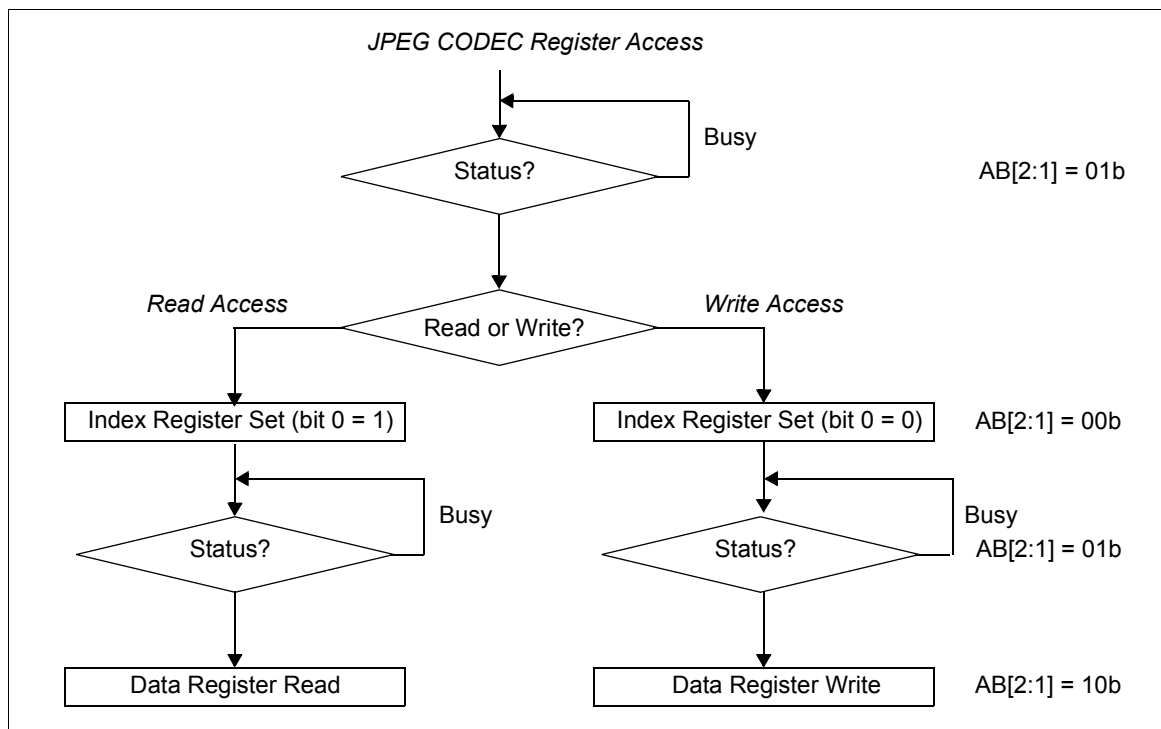 JPEG CODEC Register Access
Busy
Status?
AB[2:1] = 01b
Read Access
Write Access
Read or Write?
Index Register Set (bit 0 = 1)
Index Register Set (bit 0 = 0)
AB[2:1] = 00b
Busy
Busy
Status?
Status?
AB[2:1] = 01b
Data Register Read
Data Register Write
AB[2:1] = 10b